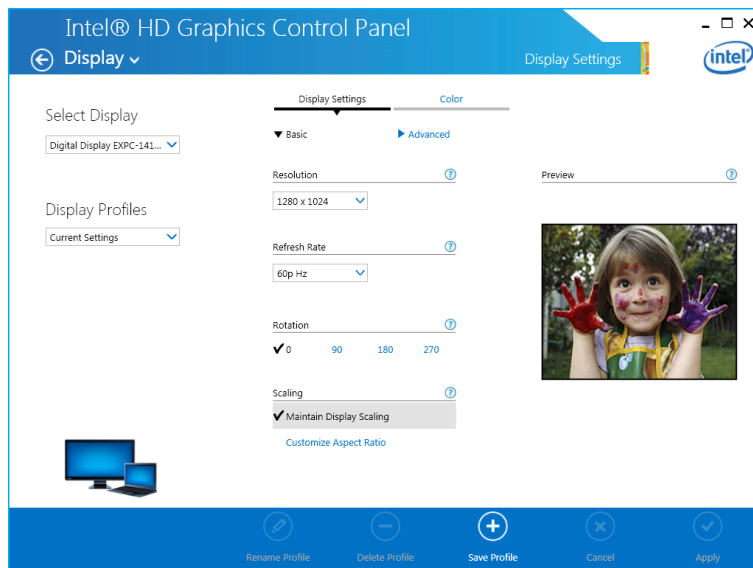 Intel® HD Graphics Control Panel
Display
Display Settings
intel®
Select Display
Digital Display EXPC-141...
Display Profiles
Current Settings
Display Settings
Color
Basic
Advanced
Resolution
1280 x 1024
Refresh Rate
60p Hz
Rotation
0 90 180 270
Scaling
Maintain Display Scaling
Customize Aspect Ratio
Preview
Rename Profile
Delete Profile
Save Profile
Cancel
Apply